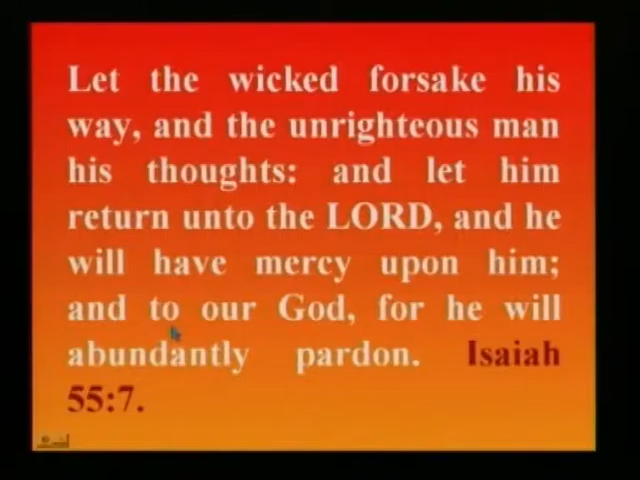 Let the wicked forsake his
way, and the unrighteous man
his thoughts: and let him
return unto the LORD, and he
will have mercy upon him;
and to our God, for he will
abundantly pardon. Isaiah
55:7.